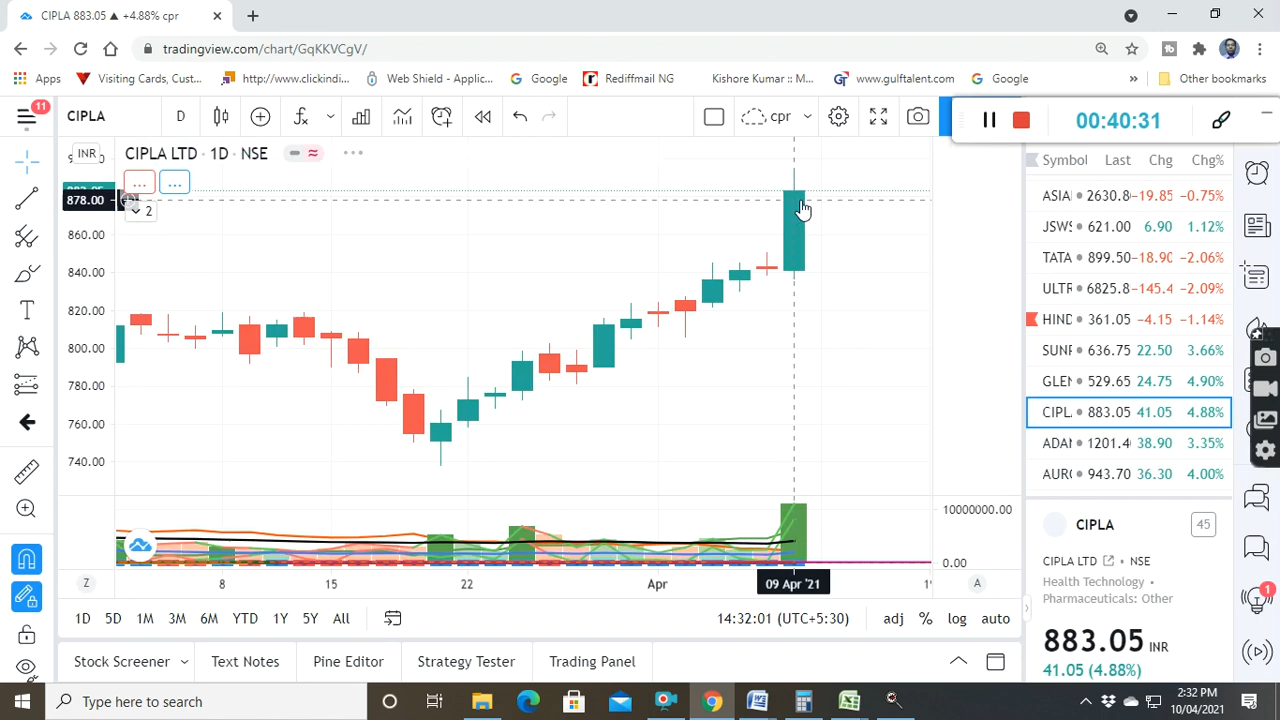 CIPLA 883.05 ▲ +4.88% cpr
tradingview.com/chart/GqKKVCgV/
Apps Visiting Cards, Cust... http://www.clickindi... Web Shield - Applic... Google Rediffmail NG Kishore Kumar :: M... www.gulftalent.com Google » Other bookmarks
11 CIPLA D cpr 00:40:31
INR CIPLA LTD · 1D · NSE
Symbol Last Chg Chg%
878.00
2
860.00
840.00
820.00
800.00
780.00
760.00
740.00
ASIA 2630.8 -19.85 -0.75%
JSWS 621.00 6.90 1.12%
TATA 899.50 -18.90 -2.06%
ULTR 6825.8 -145.4 -2.09%
HIND 361.05 -4.15 -1.14%
SUNF 636.75 22.50 3.66%
GLEN 529.65 24.75 4.90%
CIPL 883.05 41.05 4.88%
ADAN 1201.4 38.90 3.35%
AURC 943.70 36.30 4.00%
10000000.00
0.00
CIPLA 45
CIPLA LTD · NSE
Health Technology ·
Pharmaceuticals: Other
883.05 INR
41.05 (4.88%)
1
Z 8 15 22 Apr 09 Apr '21 A
1D 5D 1M 3M 6M YTD 1Y 5Y All 14:32:01 (UTC+5:30) adj % log auto
Stock Screener Text Notes Pine Editor Strategy Tester Trading Panel
Type here to search
2:32 PM
10/04/2021